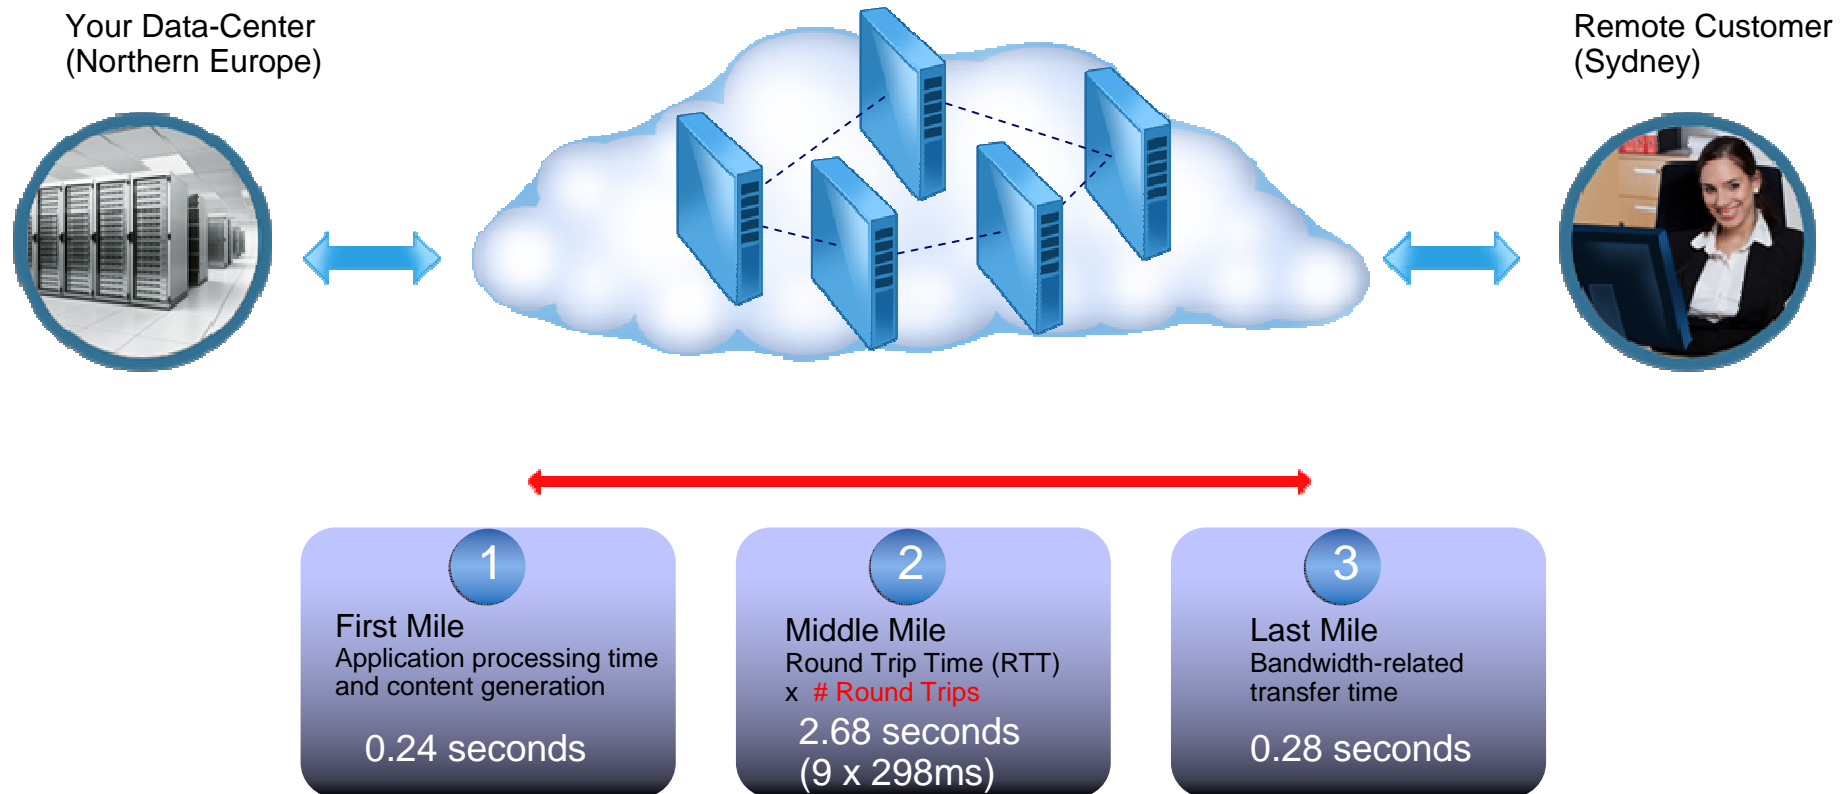 Your Data-Center
(Northern Europe)
Remote Customer
(Sydney)
1
First Mile
Application processing time
and content generation
0.24 seconds
2
Middle Mile
Round Trip Time (RTT)
x # Round Trips
2.68 seconds
(9 x 298ms)
3
Last Mile
Bandwidth-related
transfer time
0.28 seconds